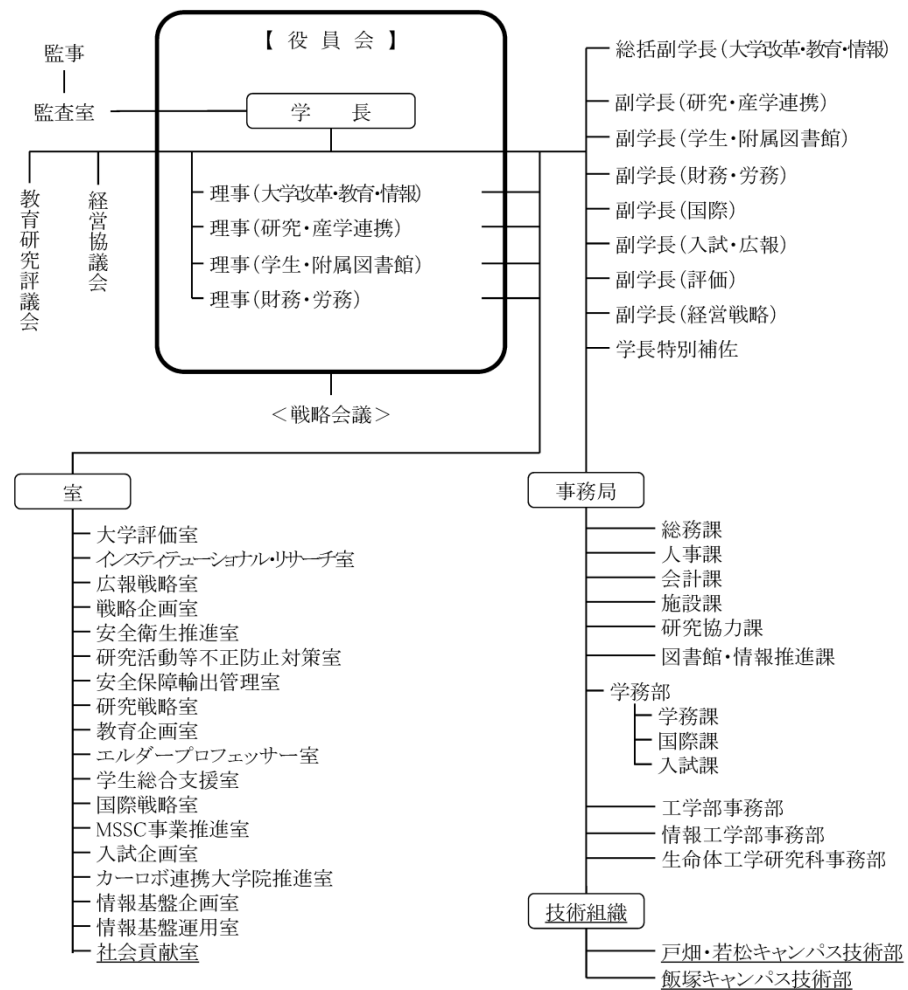 【役員会】
監事
監査室
学長
教育研究評議会
経営協議会
理事(大学改革・教育・情報)
理事(研究・産学連携)
理事(学生・附属図書館)
理事(財務・労務)
<戦略会議>
総括副学長(大学改革・教育・情報)
副学長(研究・産学連携)
副学長(学生・附属図書館)
副学長(財務・労務)
副学長(国際)
副学長(入試・広報)
副学長(評価)
副学長(経営戦略)
学長特別補佐
室
大学評価室
インスティテューショナル・リサーチ室
広報戦略室
戦略企画室
安全衛生推進室
研究活動等不正防止対策室
安全保障輸出管理室
研究戦略室
教育企画室
エルダープロフェッサー室
学生総合支援室
国際戦略室
MSSC事業推進室
入試企画室
カーロボ連携大学院推進室
情報基盤企画室
情報基盤運用室
社会貢献室
事務局
総務課
人事課
会計課
施設課
研究協力課
図書館・情報推進課
学務部
学務課
国際課
入試課
工学部事務部
情報工学部事務部
生命体工学研究科事務部
技術組織
戸畑・若松キャンパス技術部
飯塚キャンパス技術部